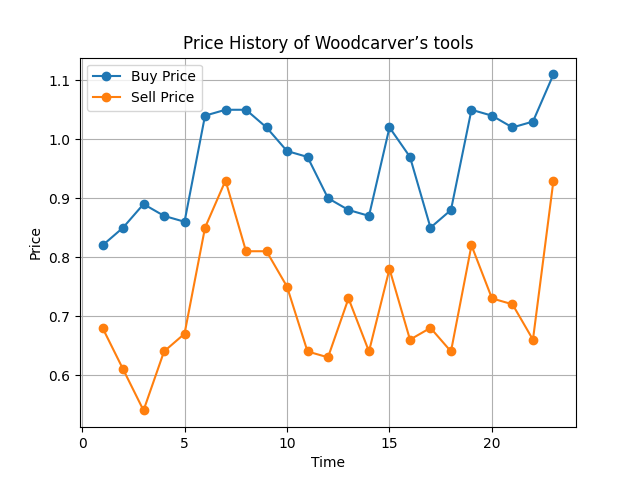 Price History of Woodcarver’s tools
Buy Price
Sell Price
1.1
1.0
0.9
0.8
0.7
0.6
Price
0 5 10 15 20
Time